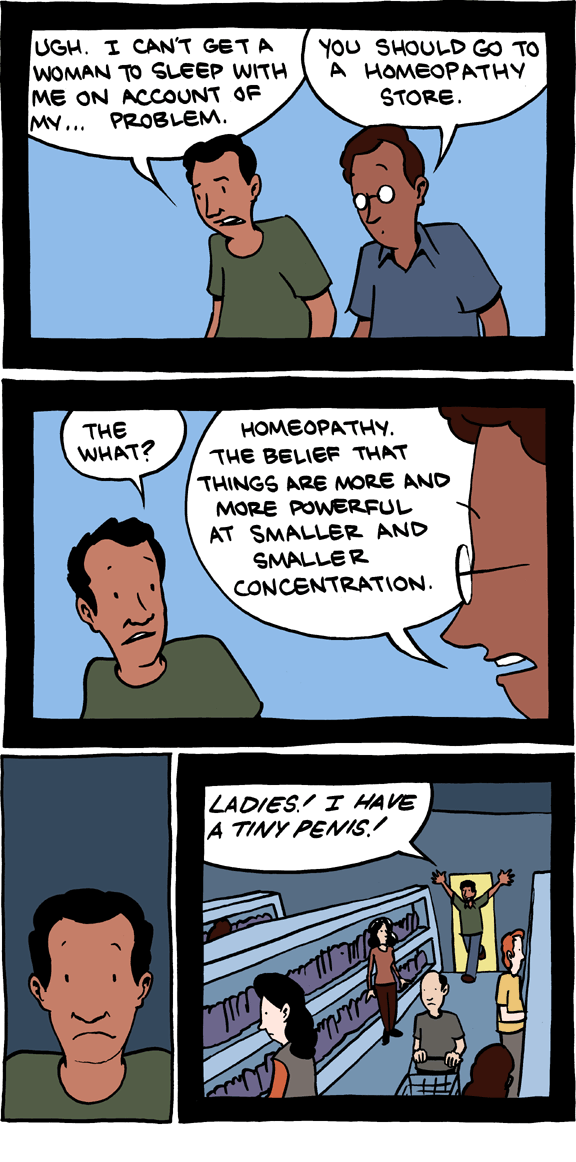 UGH. I CAN'T GET A
WOMAN TO SLEEP WITH
ME ON ACCOUNT OF
MY... PROBLEM.
YOU SHOULD GO TO
A HOMEOPATHY
STORE.
THE
WHAT?
HOMEOPATHY.
THE BELIEF THAT
THINGS ARE MORE AND
MORE POWERFUL
AT SMALLER AND
SMALLER
CONCENTRATION.
LADIES! I HAVE
A TINY PENIS!